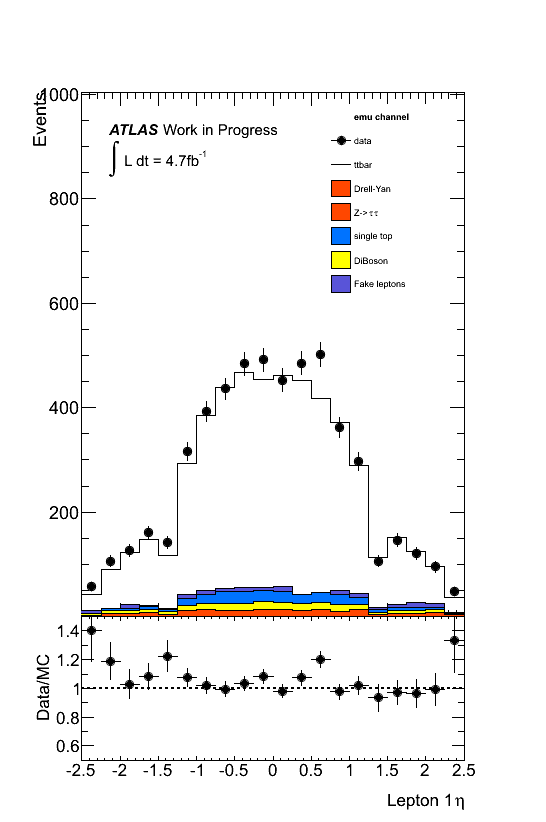 Events
1000
800
600
400
200
ATLAS Work in Progress
∫ L dt = 4.7fb⁻¹
emu channel
data
ttbar
Drell-Yan
Z->ττ
single top
DiBoson
Fake leptons
Data/MC
1.4
1.2
1
0.8
0.6
-2.5 -2 -1.5 -1 -0.5 0 0.5 1 1.5 2 2.5
Lepton 1 η